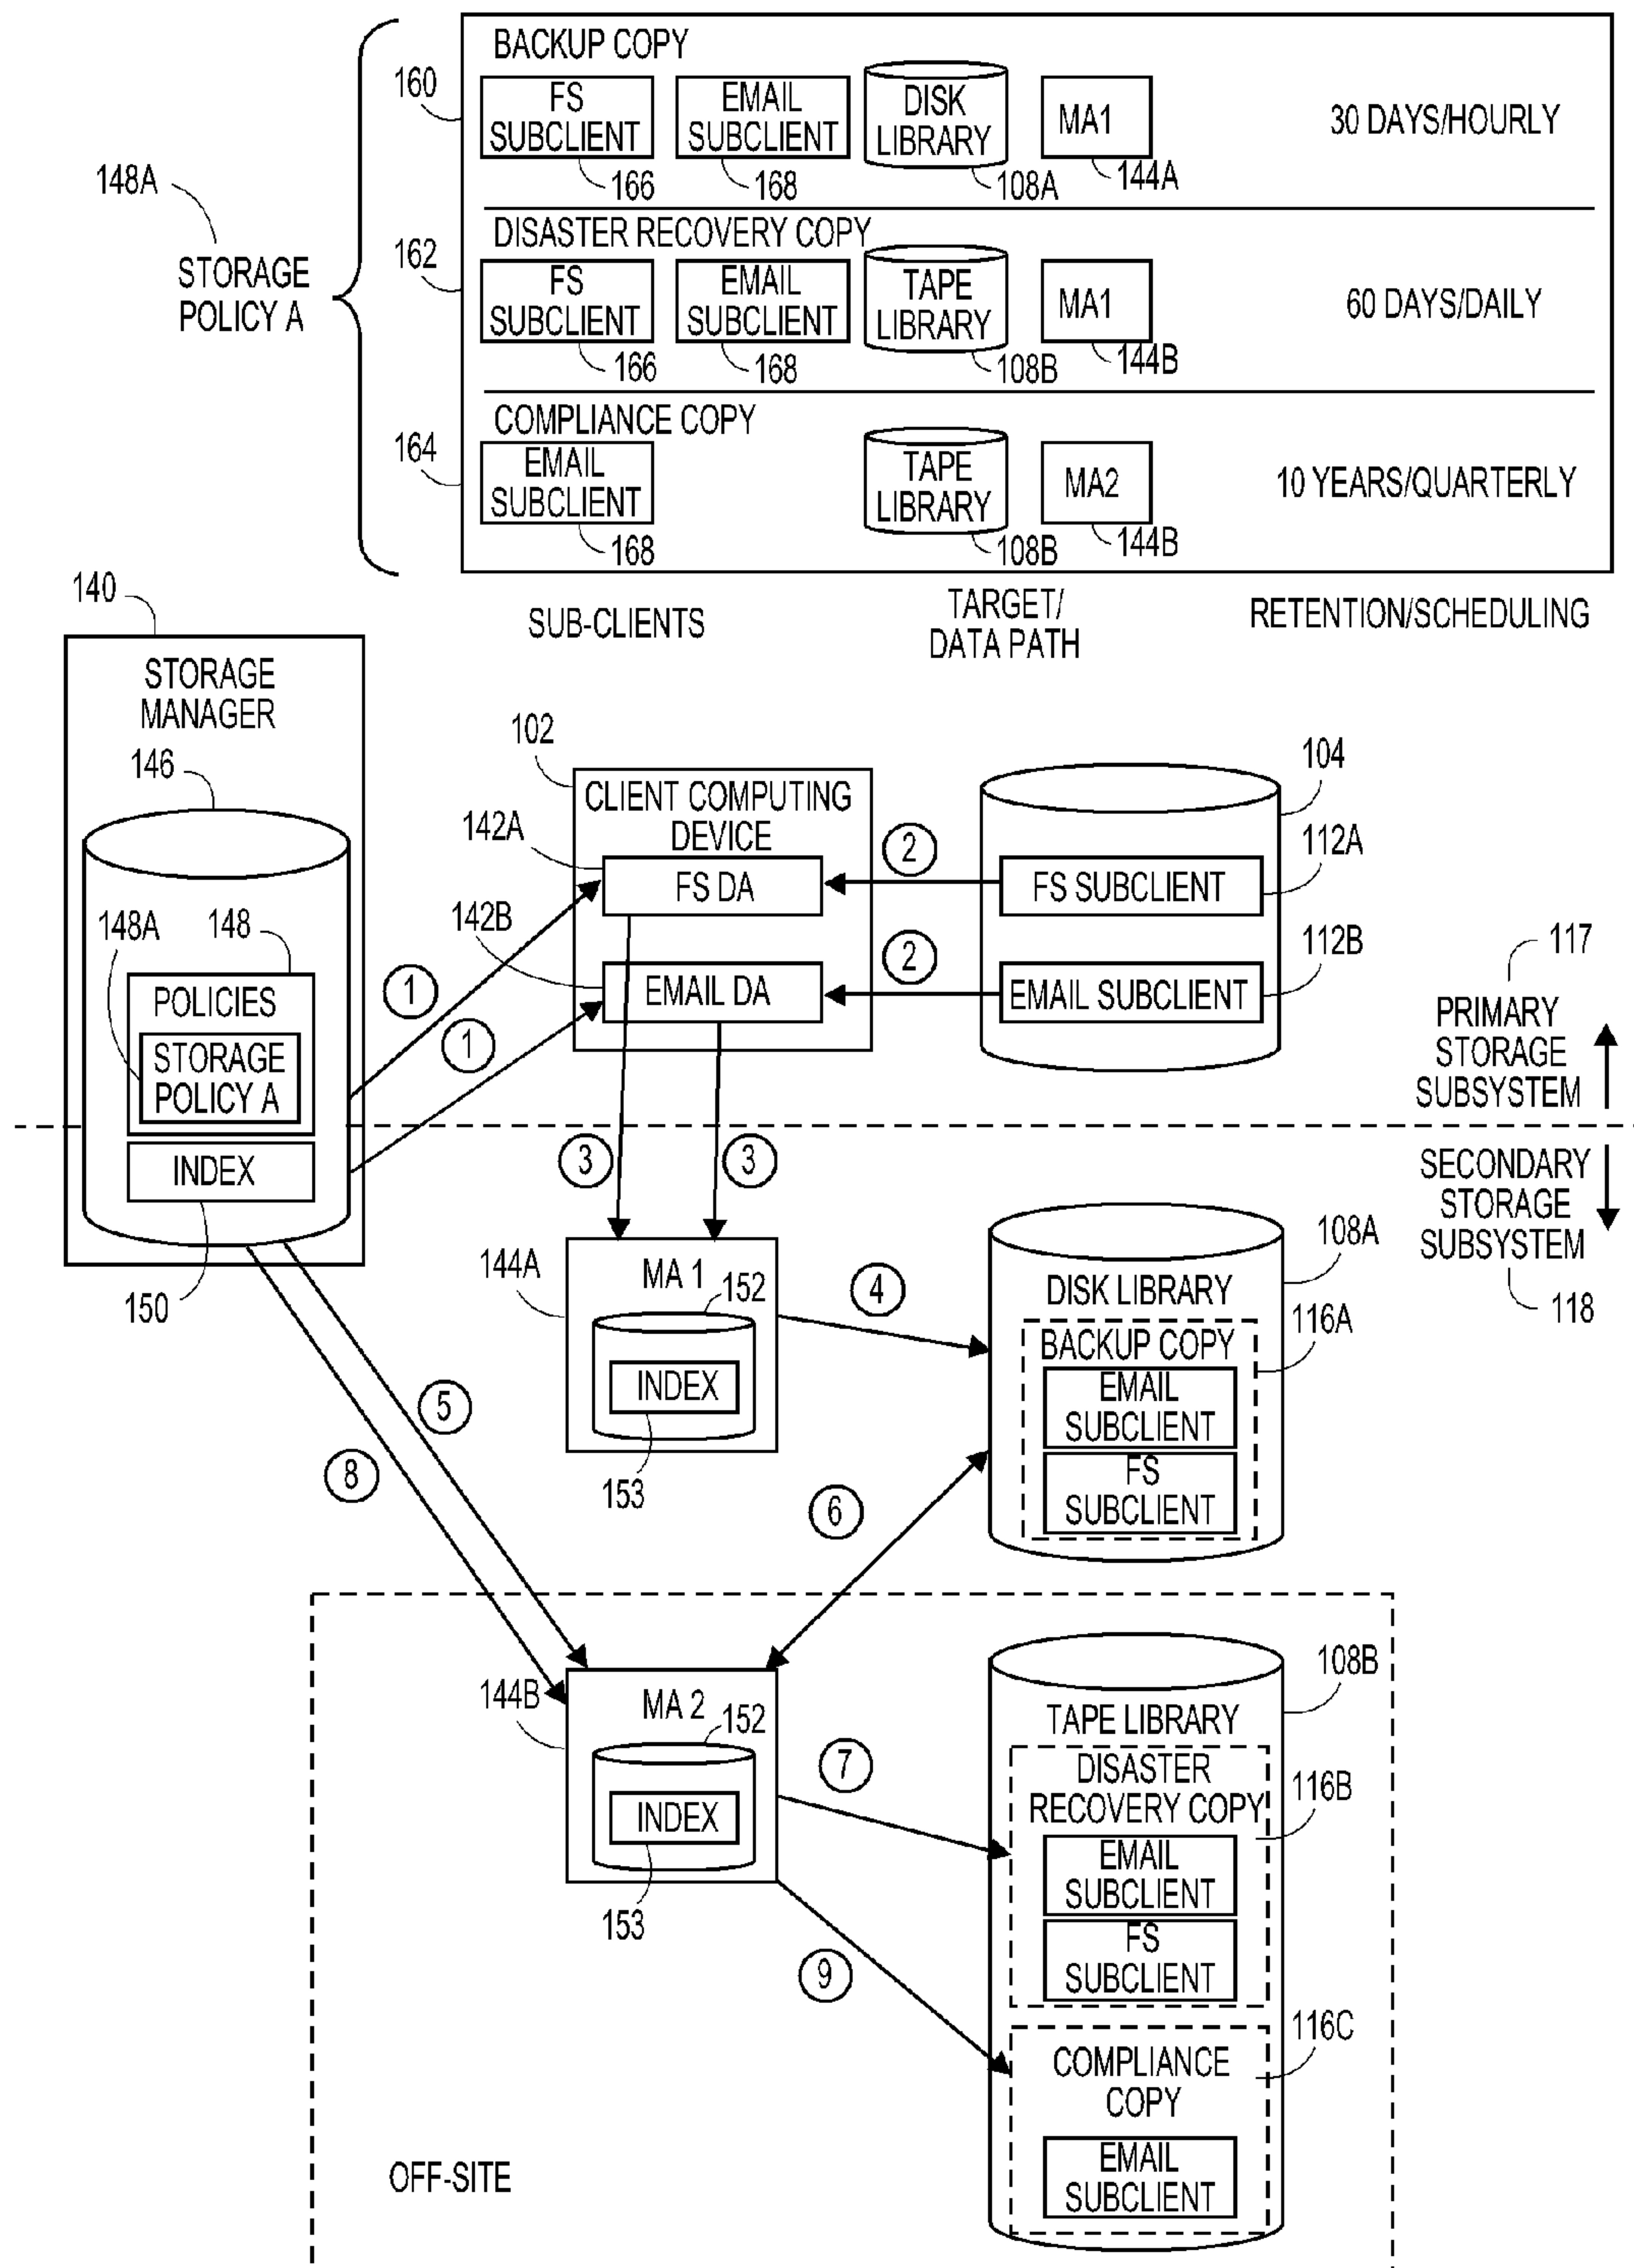 BACKUP COPY
160
FS
SUBCLIENT
166
EMAIL
SUBCLIENT
168
DISK
LIBRARY
108A
MA1
144A
30 DAYS/HOURLY
148A
STORAGE
POLICY A
DISASTER RECOVERY COPY
162
FS
SUBCLIENT
166
EMAIL
SUBCLIENT
168
TAPE
LIBRARY
108B
MA1
144B
60 DAYS/DAILY
COMPLIANCE COPY
164
EMAIL
SUBCLIENT
168
TAPE
LIBRARY
108B
MA2
144B
10 YEARS/QUARTERLY
SUB-CLIENTS
TARGET/
DATA PATH
RETENTION/SCHEDULING
140
STORAGE
MANAGER
146
148A
148
POLICIES
STORAGE
POLICY A
INDEX
150
102
CLIENT COMPUTING
DEVICE
142A
FS DA
142B
EMAIL DA
104
112A
FS SUBCLIENT
112B
EMAIL SUBCLIENT
1
1
2
2
117
PRIMARY
STORAGE
SUBSYSTEM
SECONDARY
STORAGE
SUBSYSTEM
118
3
3
144A
MA 1
152
INDEX
153
4
108A
DISK LIBRARY
116A
BACKUP COPY
EMAIL
SUBCLIENT
FS
SUBCLIENT
5
8
6
144B
MA 2
152
INDEX
153
7
9
108B
TAPE LIBRARY
DISASTER
RECOVERY COPY
116B
EMAIL
SUBCLIENT
FS
SUBCLIENT
116C
COMPLIANCE
COPY
EMAIL
SUBCLIENT
OFF-SITE